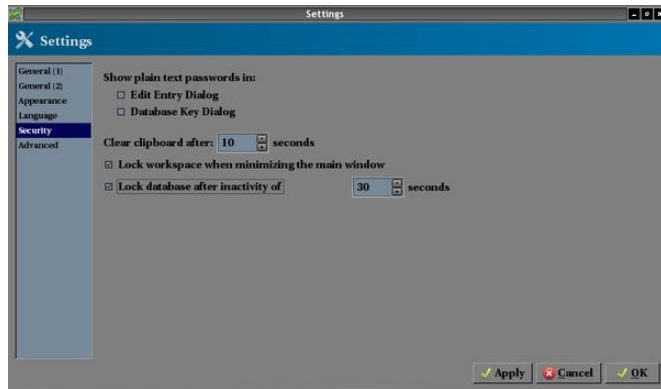 Settings
Settings
General (1)
General (2)
Appearance
Language
Security
Advanced
Show plain text passwords in:
Edit Entry Dialog
Database Key Dialog
Clear clipboard after: 10 seconds
Lock workspace when minimizing the main window
Lock database after inactivity of 30 seconds
Apply Cancel OK